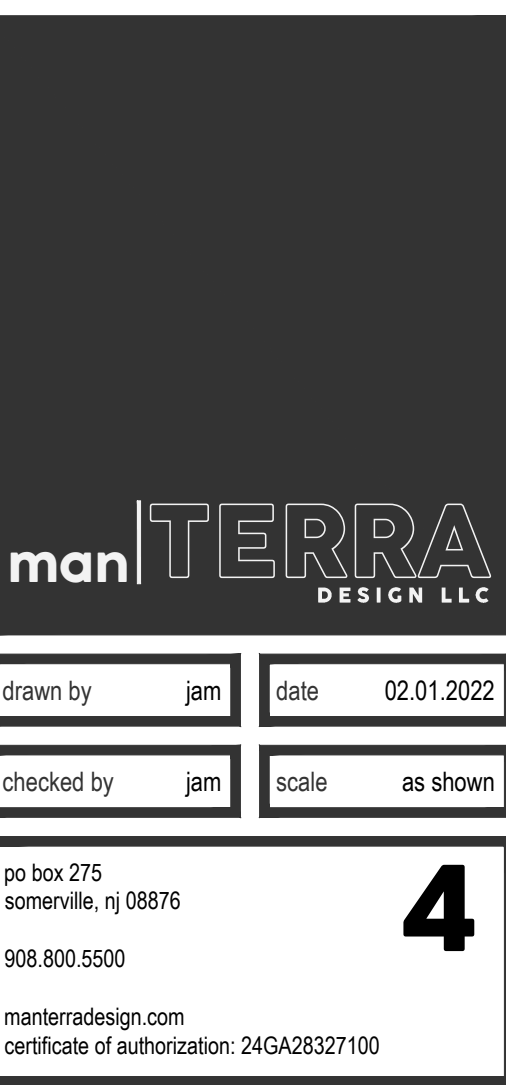 man|TERRA
DESIGN LLC
drawn by jam
date 02.01.2022
checked by jam
scale as shown
4
po box 275
somerville, nj 08876
908.800.5500
manterradesign.com
certificate of authorization: 24GA28327100